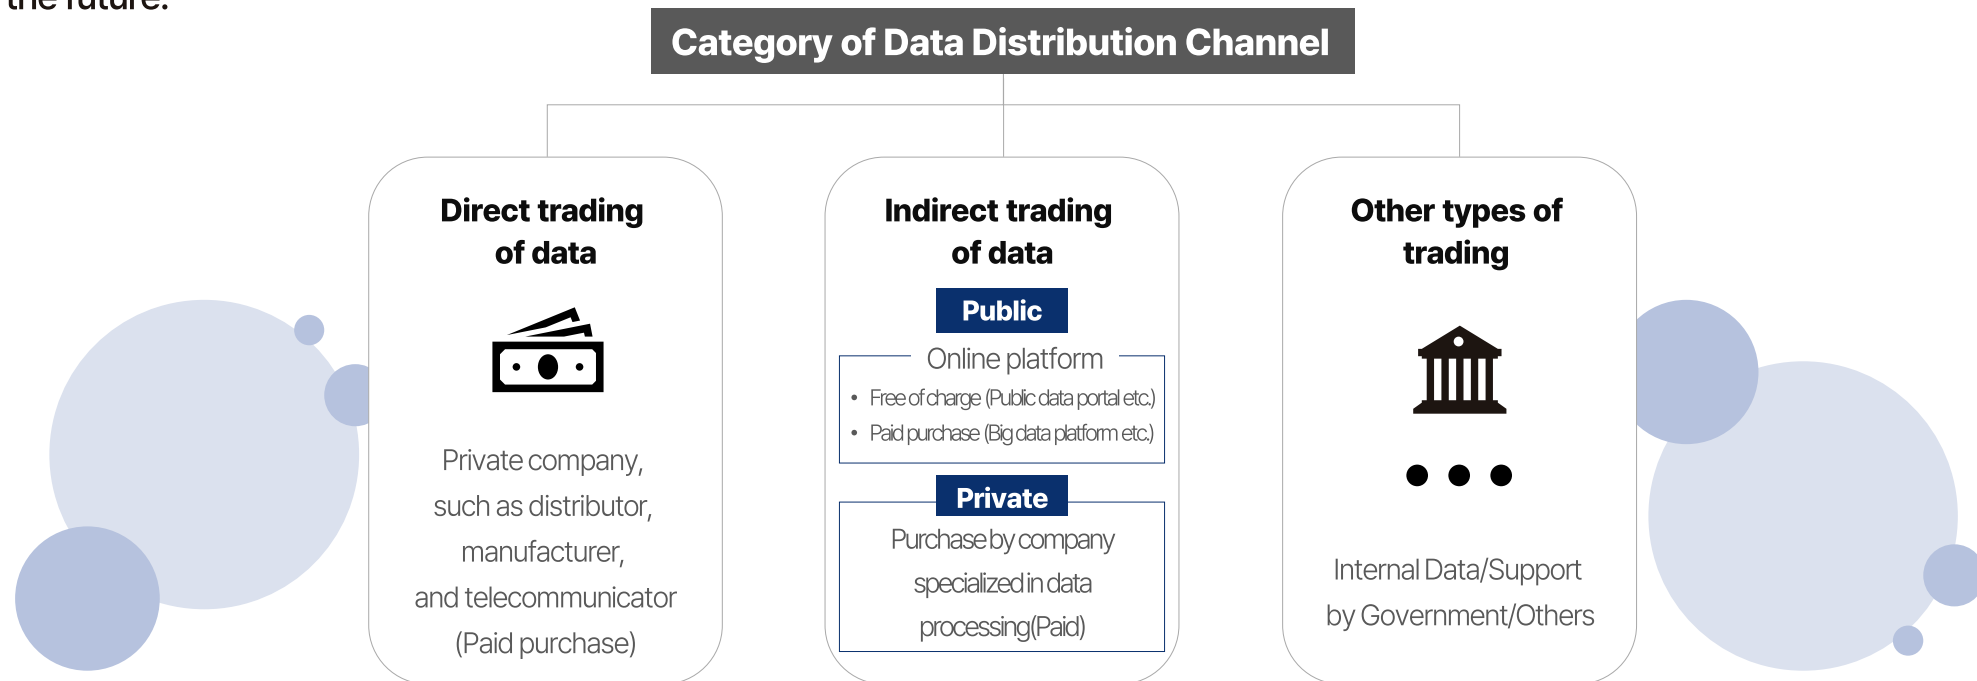 the future.
Category of Data Distribution Channel
Direct trading
of data
Private company,
such as distributor,
manufacturer,
and telecommunicator
(Paid purchase)
Indirect trading
of data
Public
Online platform
• Free of charge (Public data portal etc.)
• Paid purchase (Big data platform etc.)
Private
Purchase by company
specialized in data
processing(Paid)
Other types of
trading
Internal Data/Support
by Government/Others